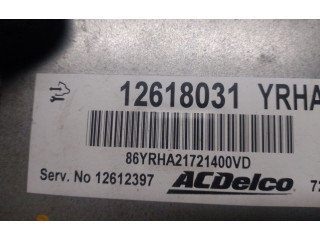 12618031 YRHA
86YRHA21721400VD
Serv. No 12612397 ACDelco